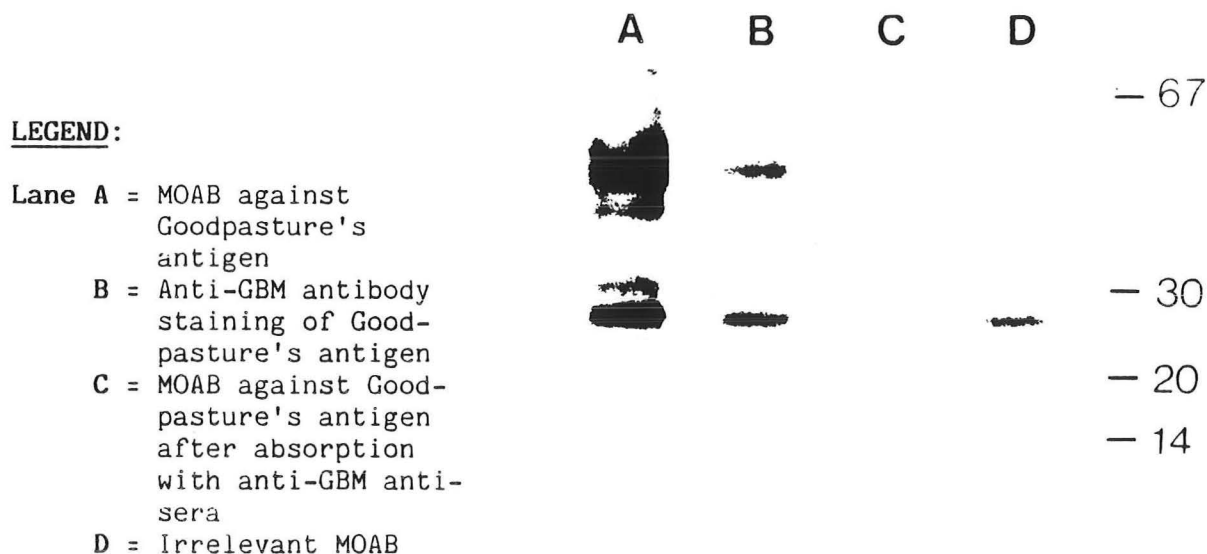 A B C D
— 67
LEGEND:
Lane A = MOAB against
Goodpasture's
antigen
B = Anti-GBM antibody
staining of Good-
pasture's antigen
C = MOAB against Good-
pasture's antigen
after absorption
with anti-GBM anti-
sera
D = Irrelevant MOAB
— 30
— 20
— 14